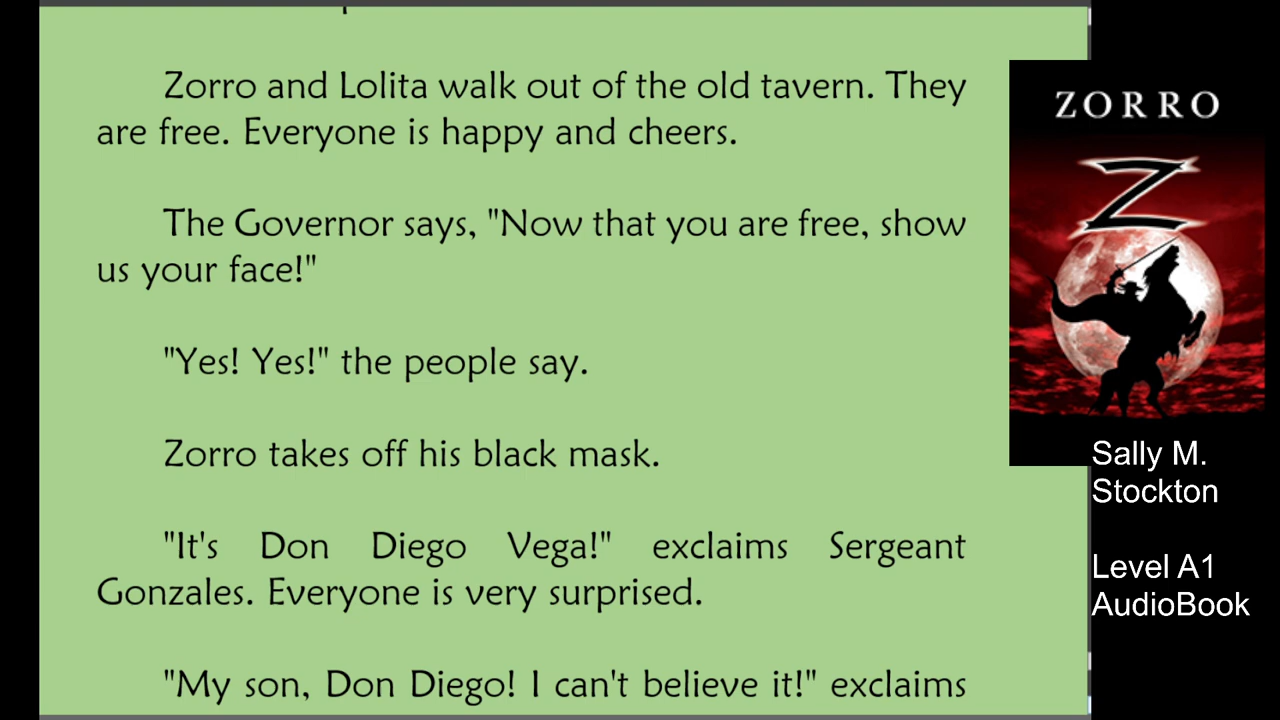 Zorro and Lolita walk out of the old tavern. They
are free. Everyone is happy and cheers.
The Governor says, "Now that you are free, show
us your face!"
"Yes! Yes!" the people say.
Zorro takes off his black mask.
"It's Don Diego Vega!" exclaims Sergeant
Gonzales. Everyone is very surprised.
"My son, Don Diego! I can't believe it!" exclaims
ZORRO
Z
Sally M.
Stockton
Level A1
AudioBook